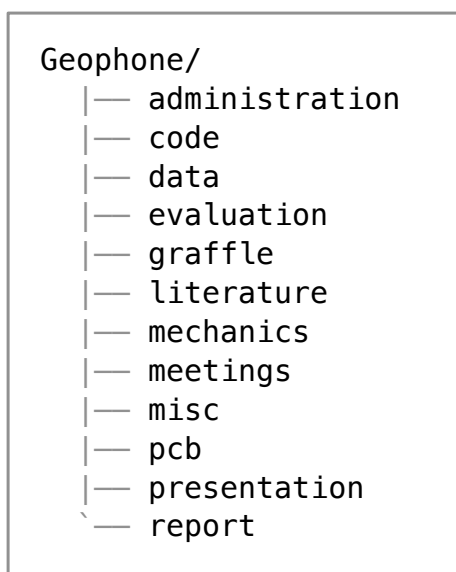 Geophone/
|── administration
|── code
|── data
|── evaluation
|── graffle
|── literature
|── mechanics
|── meetings
|── misc
|── pcb
|── presentation
`── report